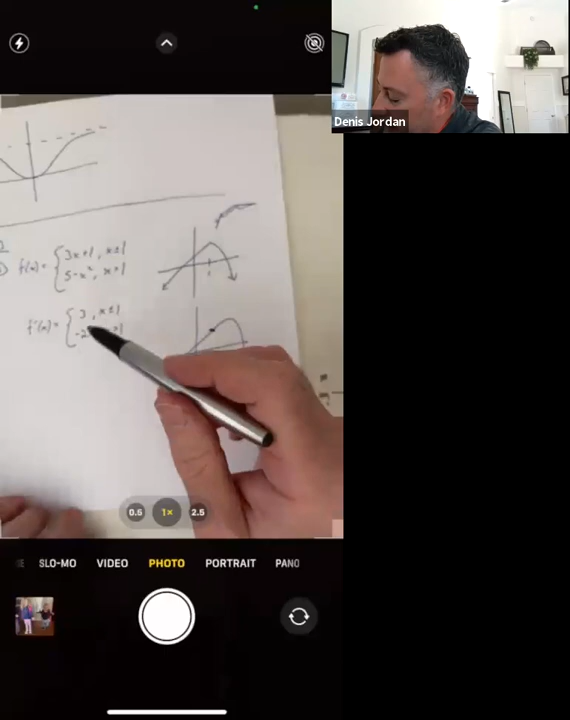 Denis Jordan
f(x) = { 3x+1, x≤1
5-x², x>1
f'(x) = { 3, x≤1
-2
0.5 1× 2.5
SLO-MO VIDEO PHOTO PORTRAIT PANO